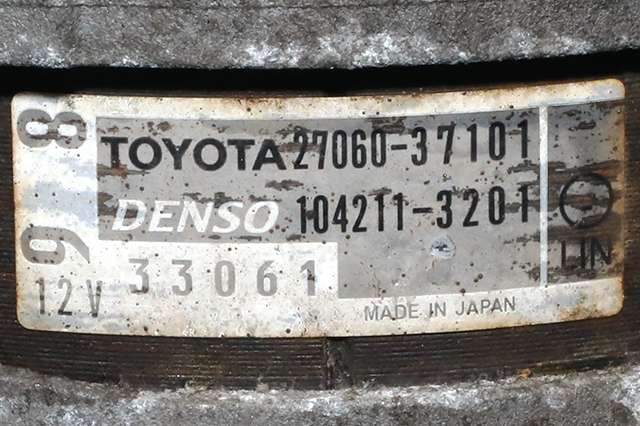 98
TOYOTA 27060-37101
DENSO 104211-3201
12V 33061
LIN
MADE IN JAPAN